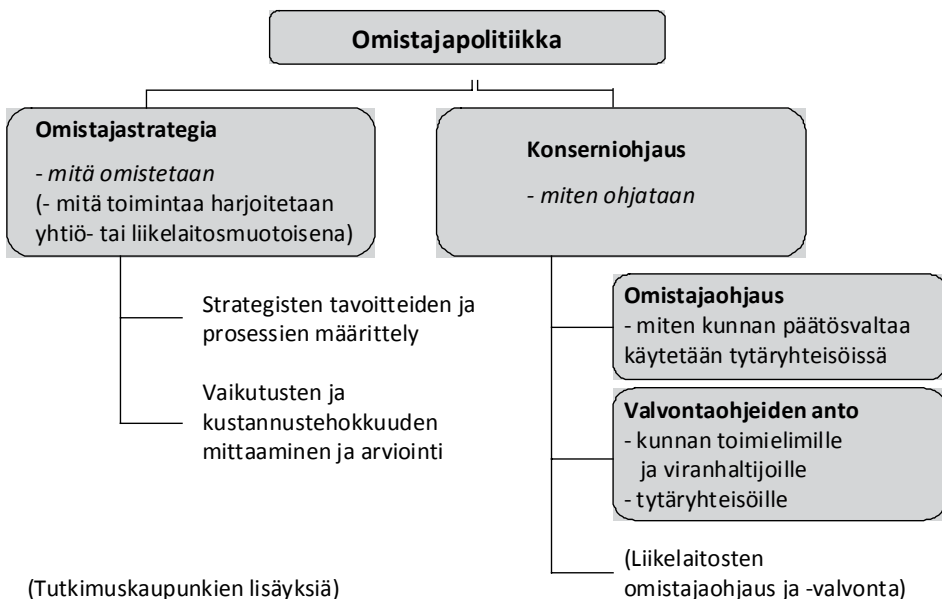 Omistajapolitiikka
Omistajastrategia
- mitä omistetaan
(- mitä toimintaa harjoitetaan
yhtiö- tai liikelaitosmuotoisena)
Strategisten tavoitteiden ja
prosessien määrittely
Vaikutusten ja
kustannustehokkuuden
mittaaminen ja arviointi
Konserniohjaus
- miten ohjataan
Omistajaohjaus
- miten kunnan päätösvaltaa
käytetään tytäryhteisöissä
Valvontaohjeiden anto
- kunnan toimielimille
ja viranhaltijoille
- tytäryhteisöille
(Liikelaitosten
omistajaohjaus ja -valvonta)
(Tutkimuskaupunkien lisäyksiä)